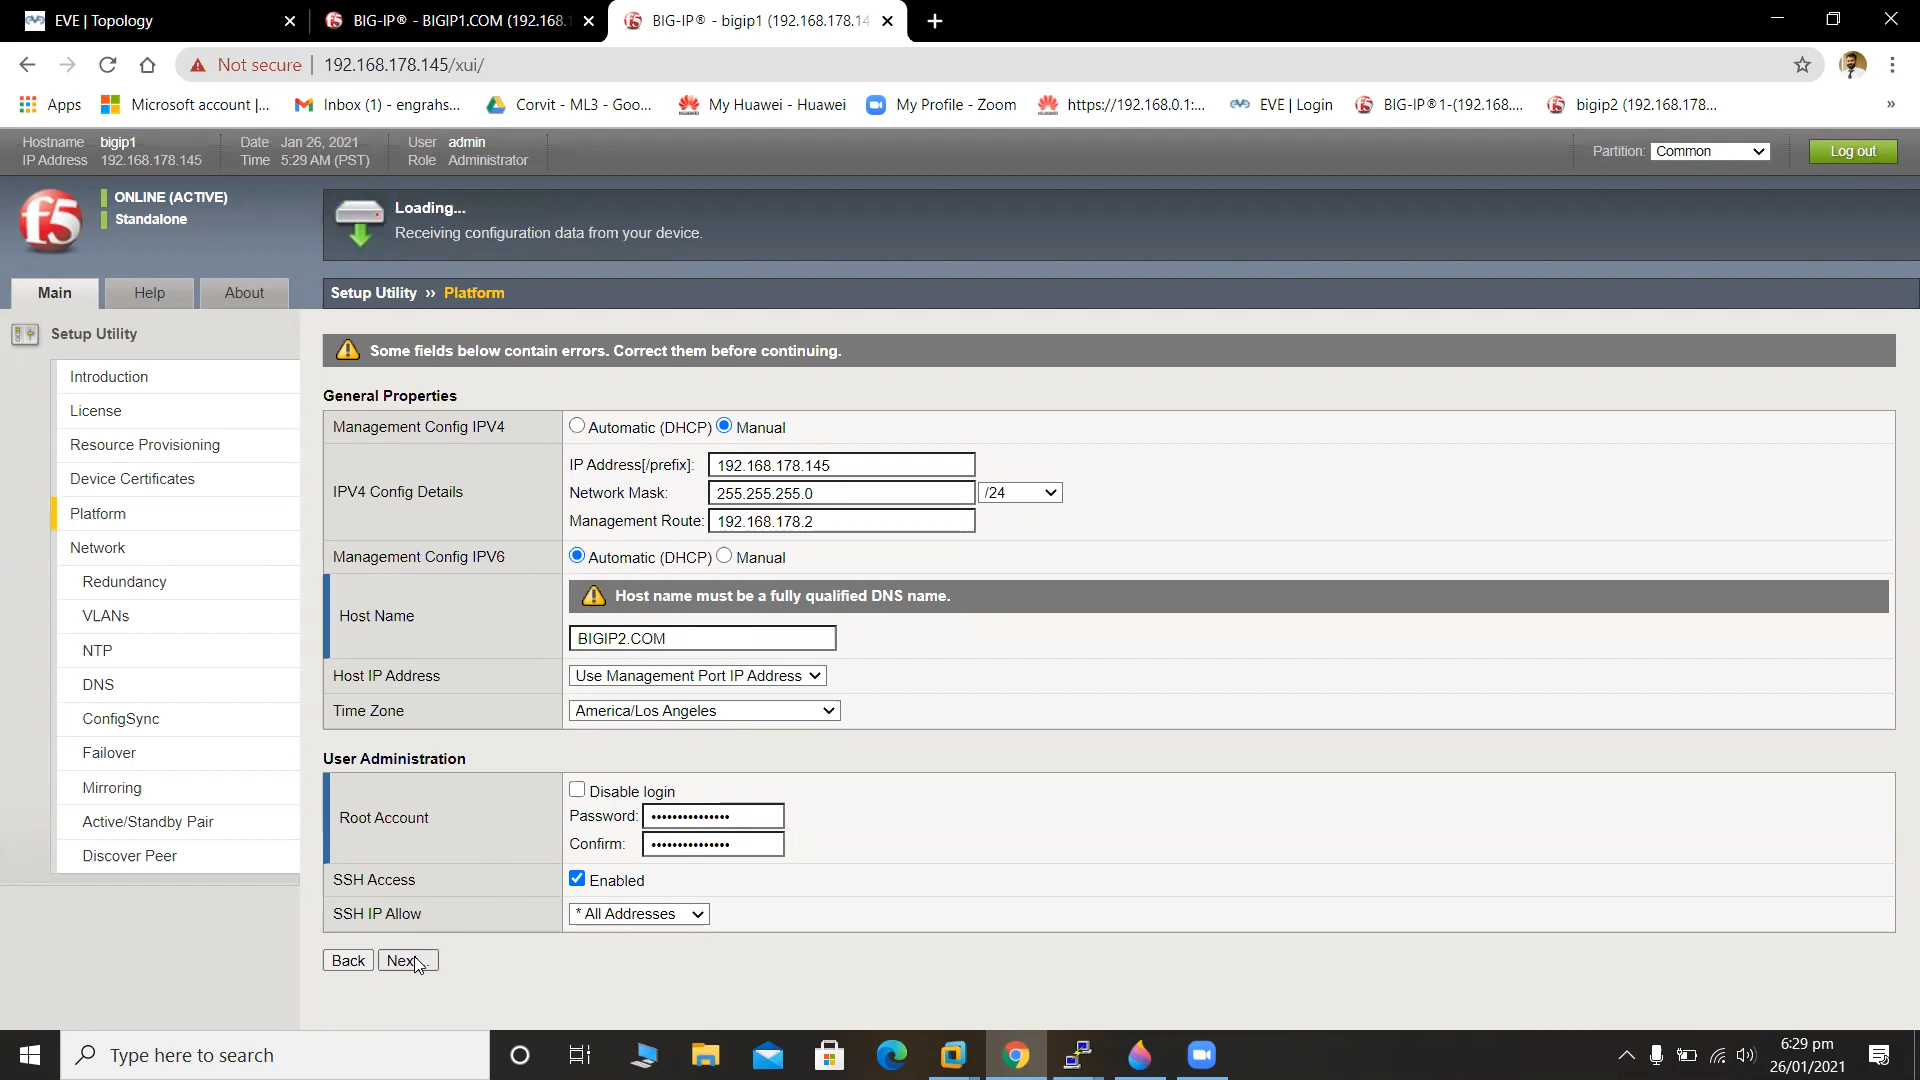 EVE | Topology
BIG-IP® - BIGIP1.COM (192.168.
BIG-IP® - bigip1 (192.168.178.14
Not secure | 192.168.178.145/xui/
Apps
Microsoft account |...
Inbox (1) - engrahs...
Corvit - ML3 - Goo...
My Huawei - Huawei
My Profile - Zoom
https://192.168.0.1:...
EVE | Login
BIG-IP®1-(192.168....
bigip2 (192.168.178...
»
Hostname bigip1
IP Address 192.168.178.145
Date Jan 26, 2021
Time 5:29 AM (PST)
User admin
Role Administrator
Partition: Common
Log out
f5
ONLINE (ACTIVE)
Standalone
Loading...
Receiving configuration data from your device.
Main
Help
About
Setup Utility ›› Platform
Setup Utility
Introduction
License
Resource Provisioning
Device Certificates
Platform
Network
Redundancy
VLANs
NTP
DNS
ConfigSync
Failover
Mirroring
Active/Standby Pair
Discover Peer
Some fields below contain errors. Correct them before continuing.
General Properties
Management Config IPV4 Automatic (DHCP) Manual
IPV4 Config Details
IP Address[/prefix]: 192.168.178.145
Network Mask: 255.255.255.0 /24
Management Route: 192.168.178.2
Management Config IPV6 Automatic (DHCP) Manual
Host Name
Host name must be a fully qualified DNS name.
BIGIP2.COM
Host IP Address Use Management Port IP Address
Time Zone America/Los Angeles
User Administration
Root Account
Disable login
Password: •••••••••••••••
Confirm: •••••••••••••••
SSH Access Enabled
SSH IP Allow * All Addresses
Back
Type here to search
6:29 pm
26/01/2021